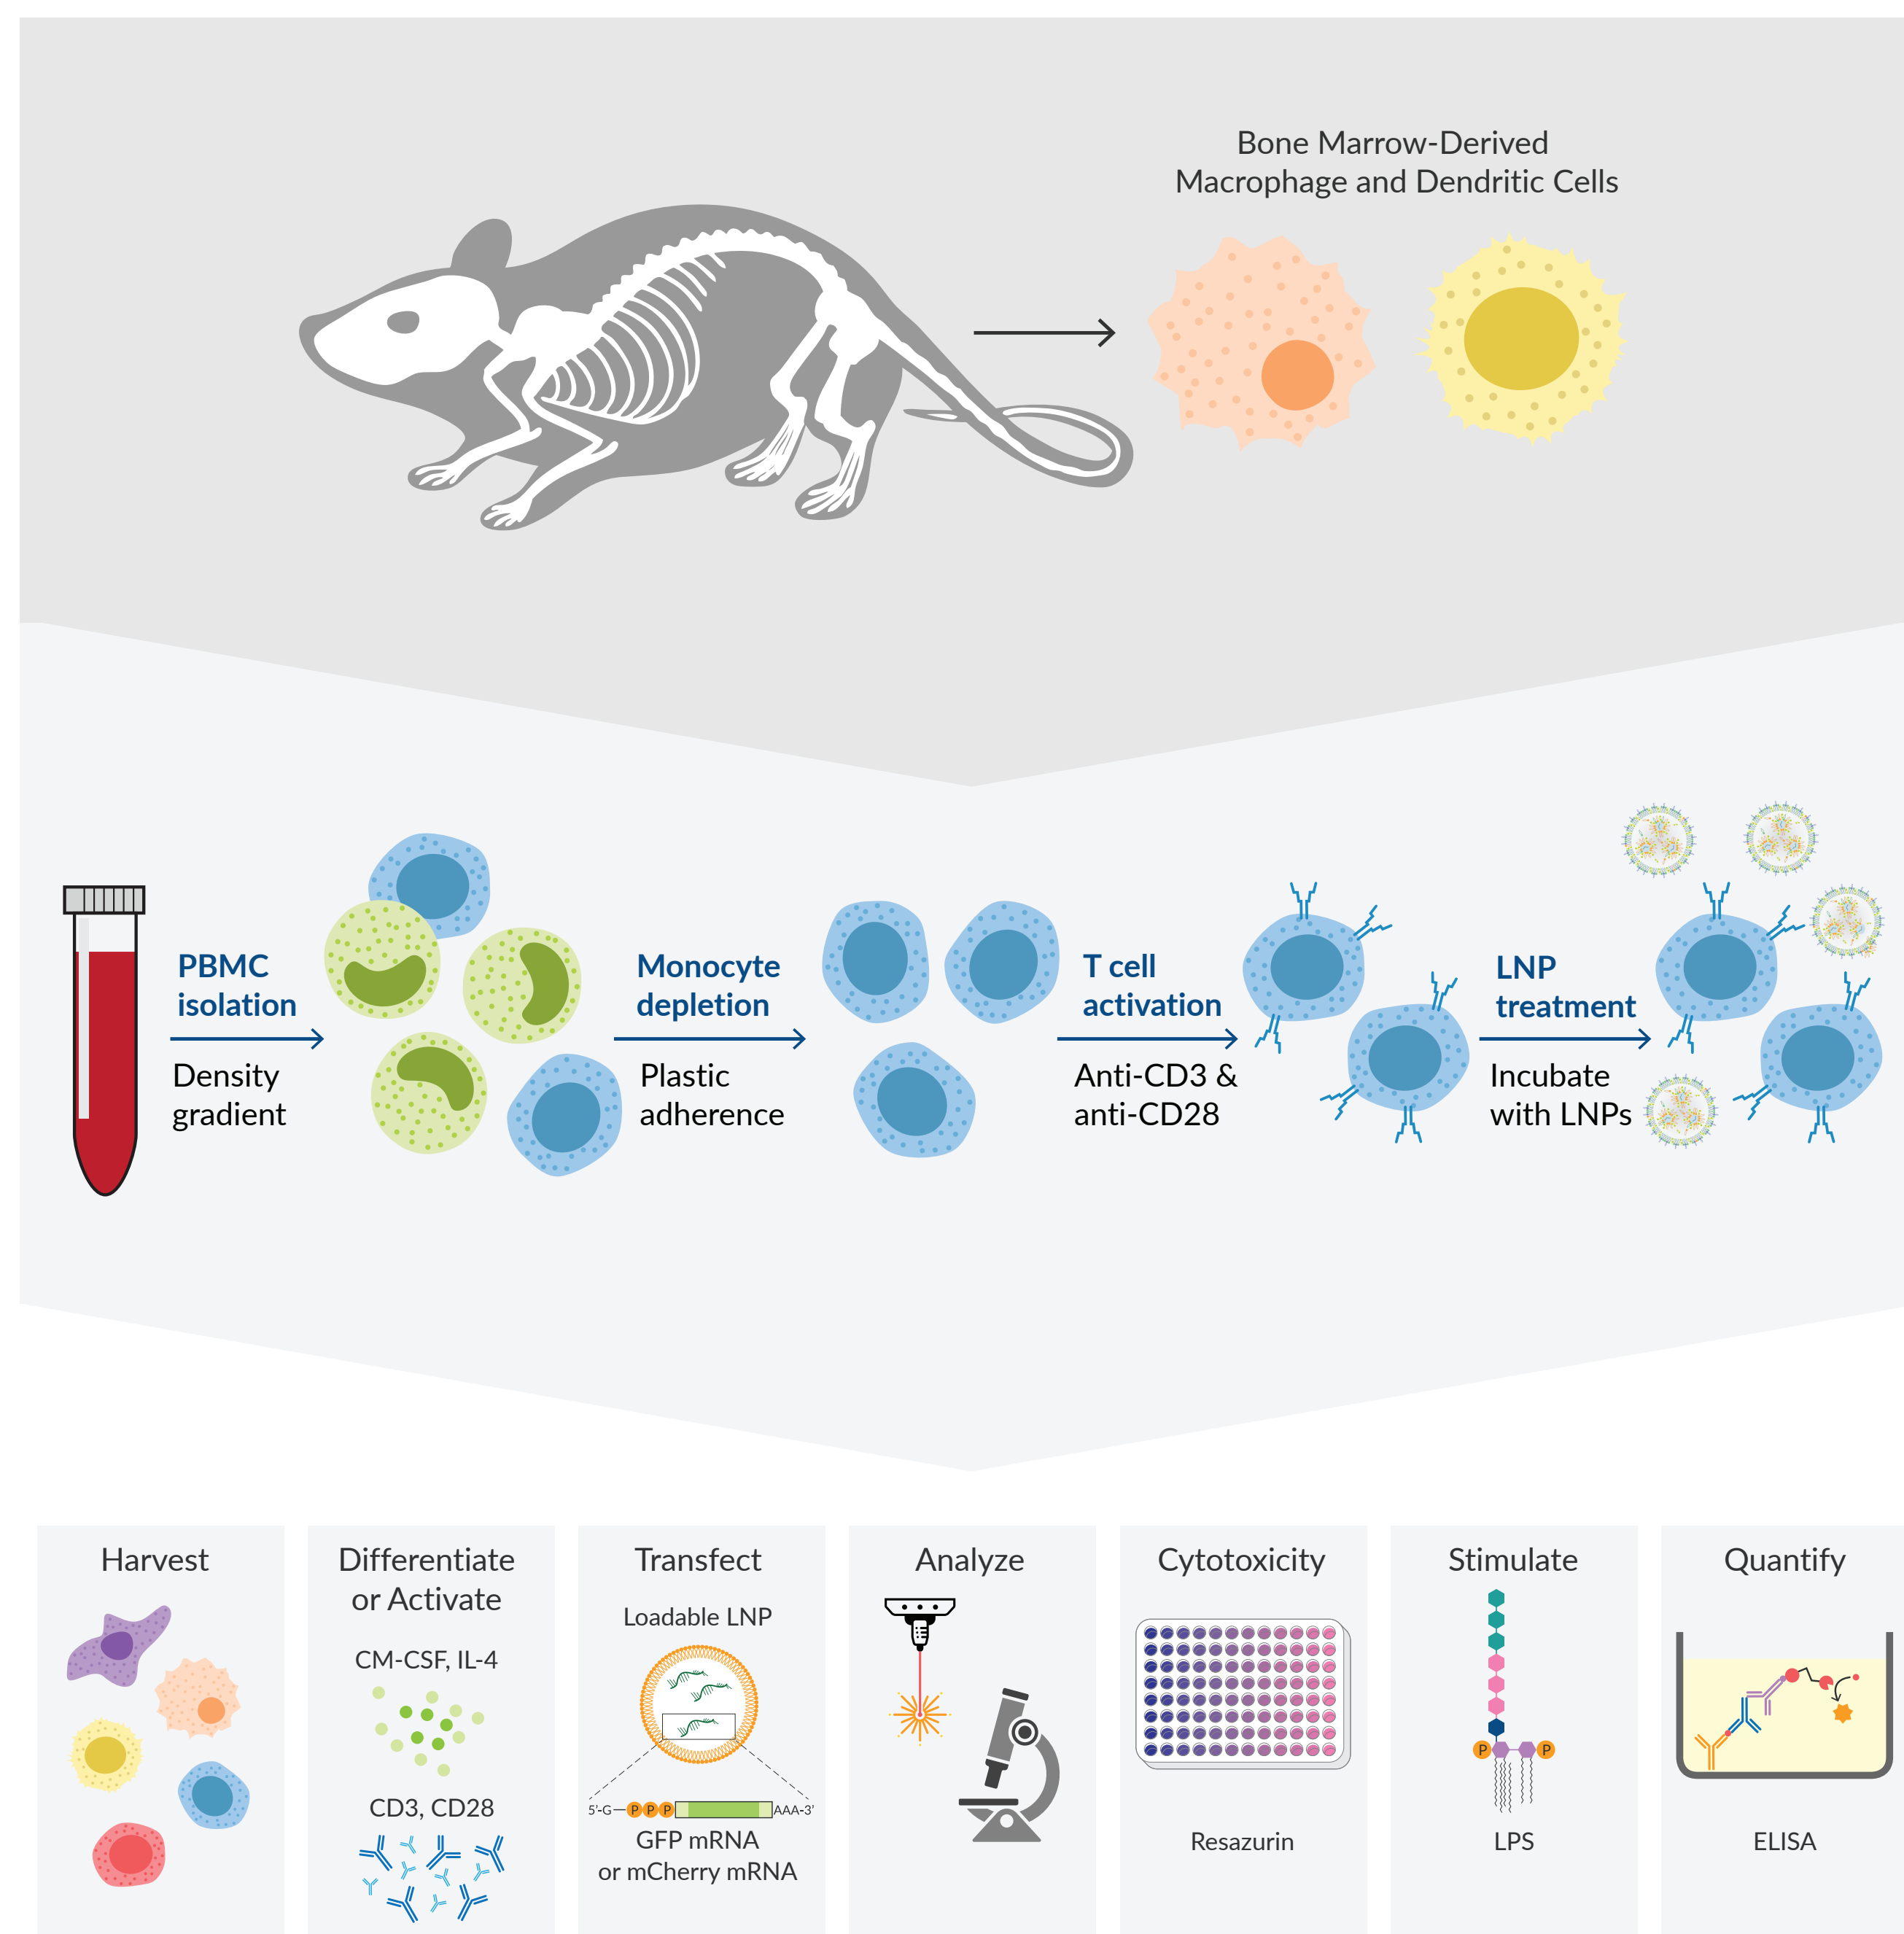 Bone Marrow-Derived
Macrophage and Dendritic Cells
PBMC
isolation
Density
gradient
Monocyte
depletion
Plastic
adherence
T cell
activation
Anti-CD3 &
anti-CD28
LNP
treatment
Incubate
with LNPs
Harvest
Differentiate
or Activate
CM-CSF, IL-4
CD3, CD28
Transfect
Loadable LNP
5'-G P P P AAA-3'
GFP mRNA
or mCherry mRNA
Analyze
Cytotoxicity
Resazurin
Stimulate
P P
LPS
Quantify
ELISA